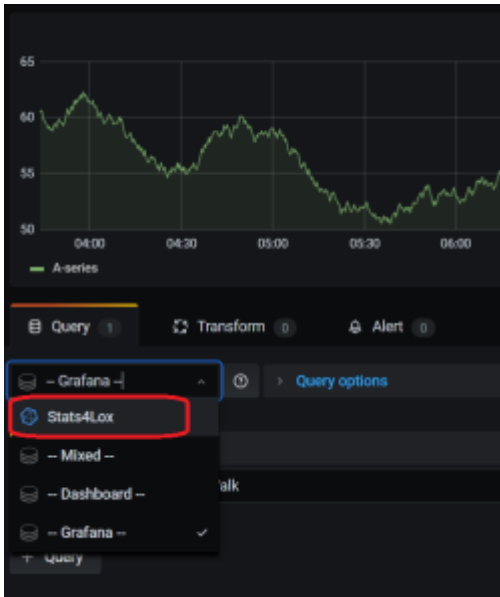 65
60
55
50
04:00 04:30 05:00 05:30 06:00
A-series
Query 1 Transform 0 Alert 0
-- Grafana -- Query options
Stats4Lox
-- Mixed --
-- Dashboard -- alk
-- Grafana --
+ Query